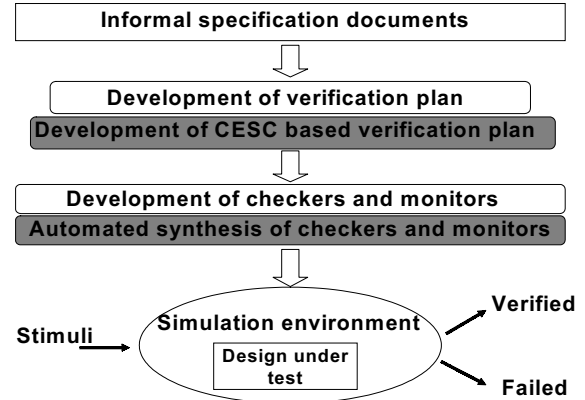 Informal specification documents
Development of verification plan
Development of CESC based verification plan
Development of checkers and monitors
Automated synthesis of checkers and monitors
Simulation environment
Stimuli
Design under
test
Verified
Failed